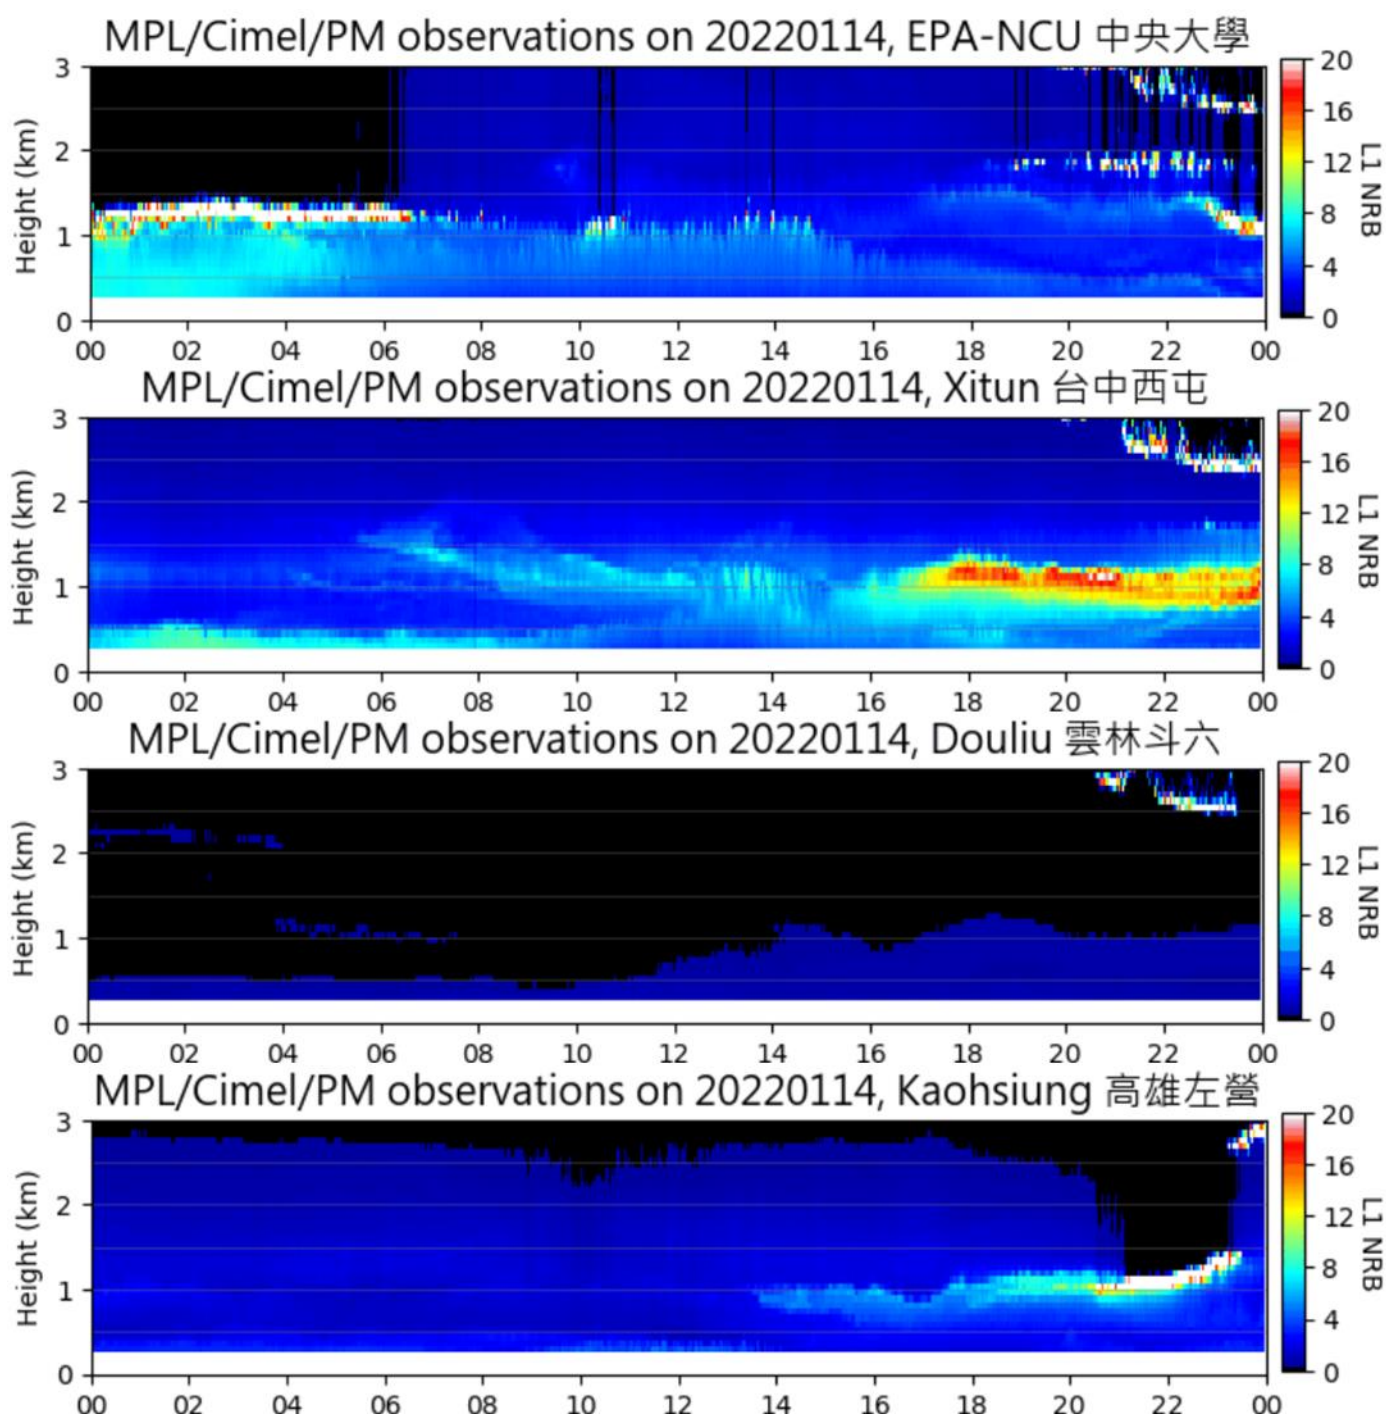 MPL/Cimel/PM observations on 20220114, EPA-NCU 中央大學
3
2
1
0
Height (km)
00 02 04 06 08 10 12 14 16 18 20 22 00
20
16
12
8
4
0
L1 NRB
MPL/Cimel/PM observations on 20220114, Xitun 台中西屯
3
2
1
0
Height (km)
00 02 04 06 08 10 12 14 16 18 20 22 00
20
16
12
8
4
0
L1 NRB
MPL/Cimel/PM observations on 20220114, Douliu 雲林斗六
3
2
1
0
Height (km)
00 02 04 06 08 10 12 14 16 18 20 22 00
20
16
12
8
4
0
L1 NRB
MPL/Cimel/PM observations on 20220114, Kaohsiung 高雄左營
3
2
1
0
Height (km)
00 02 04 06 08 10 12 14 16 18 20 22 00
20
16
12
8
4
0
L1 NRB